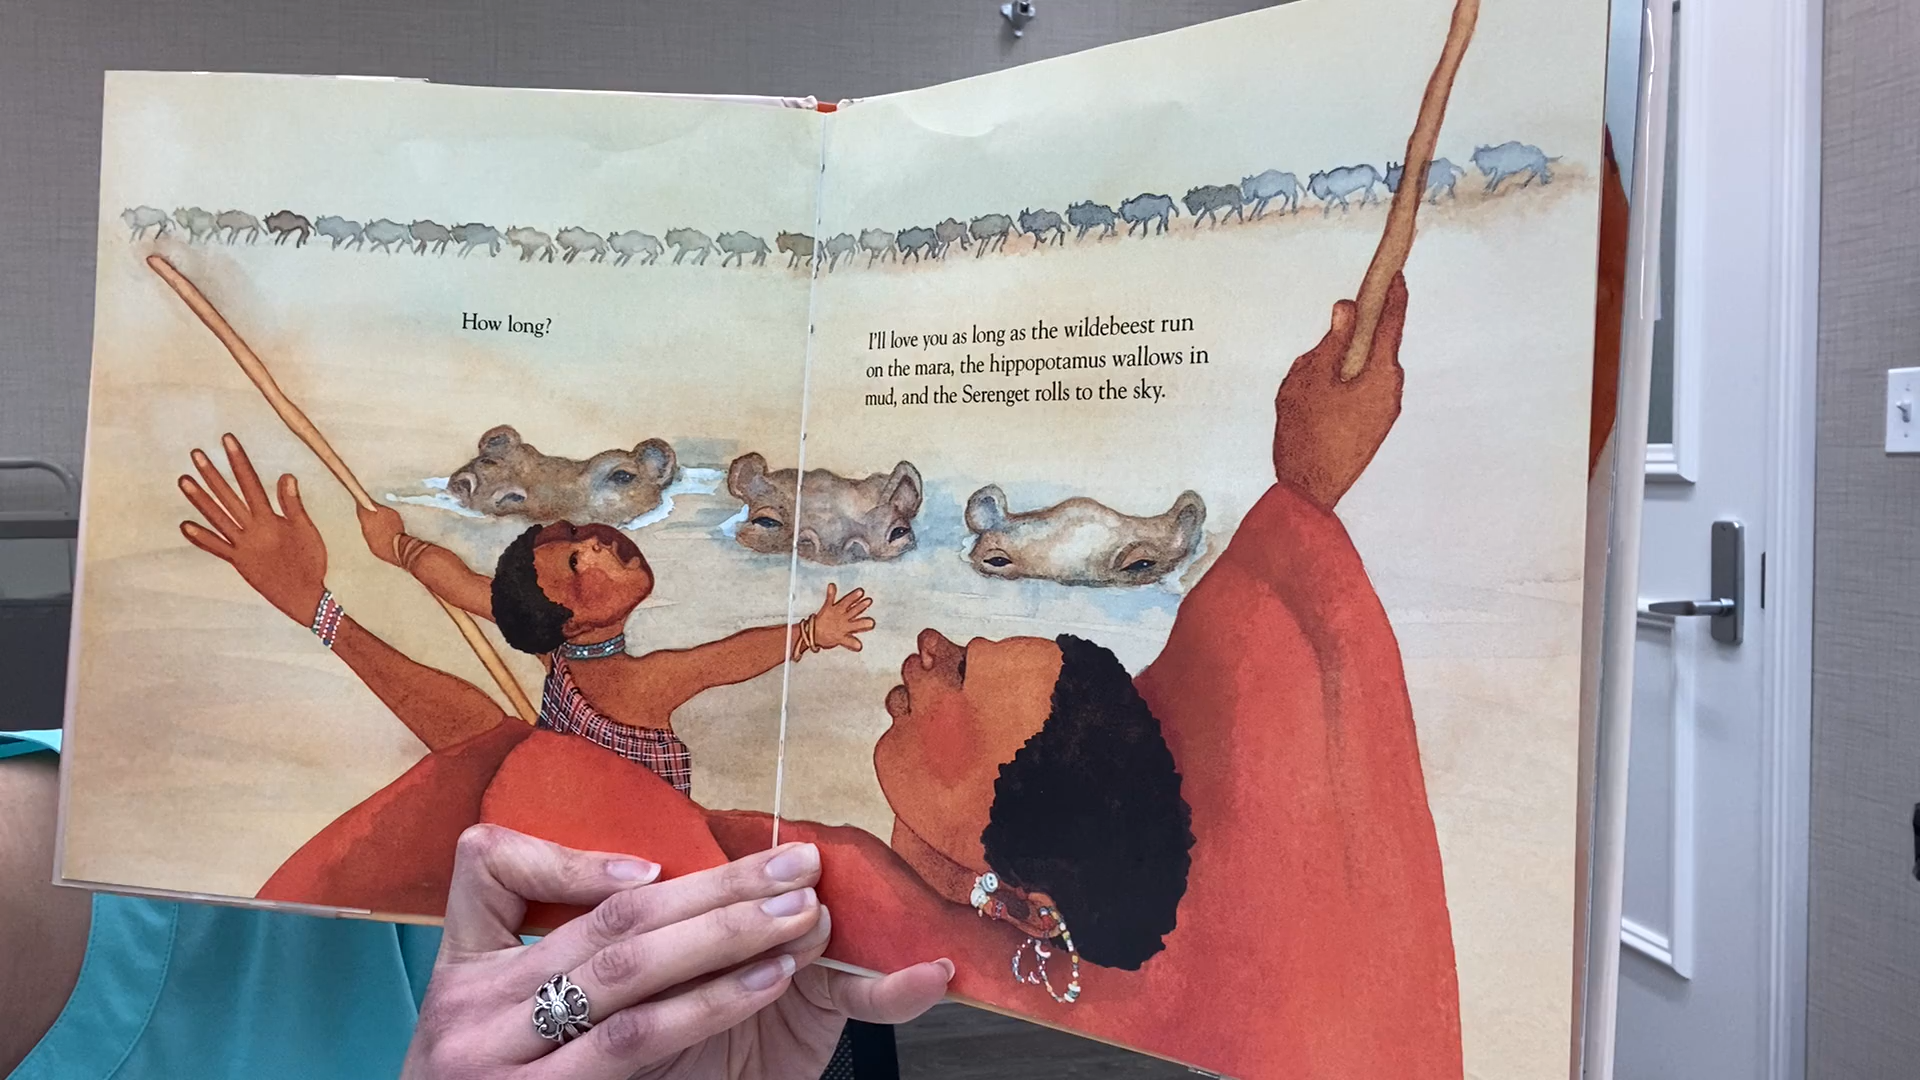 How long?
I'll love you as long as the wildebeest run
on the mara, the hippopotamus wallows in
mud, and the Serenget rolls to the sky.